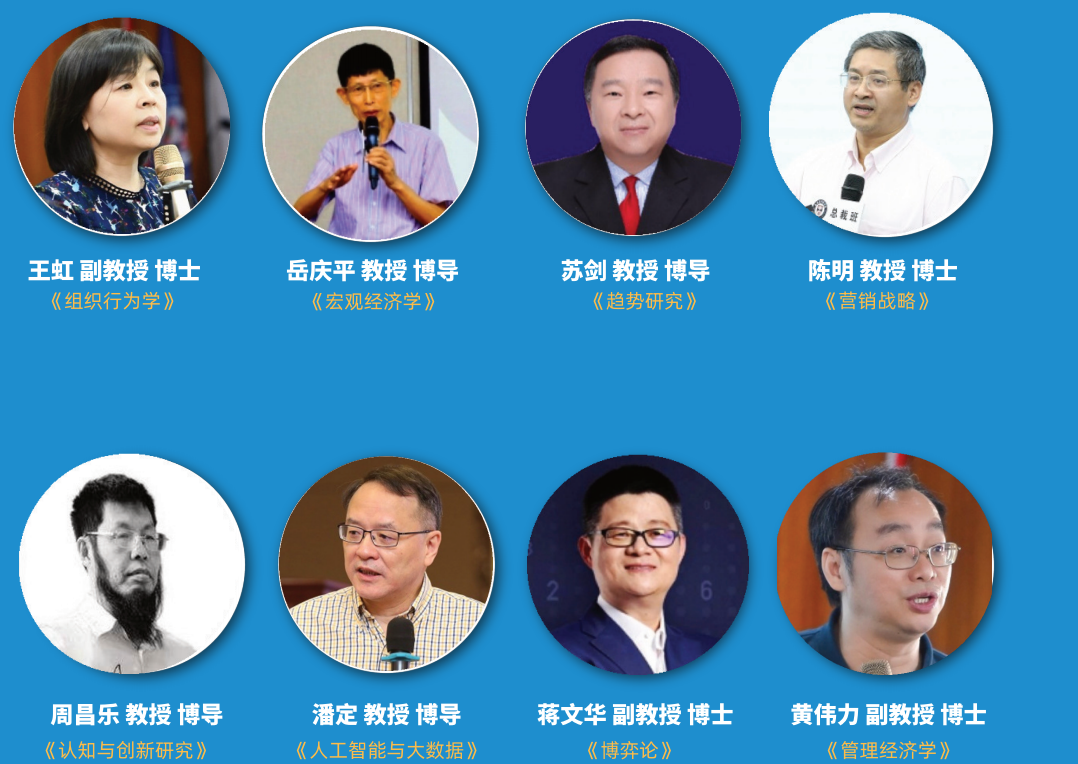 总裁班
王虹 副教授 博士
《组织行为学》
岳庆平 教授 博导
《宏观经济学》
苏剑 教授 博导
《趋势研究》
陈明 教授 博士
《营销战略》
2
6
周昌乐 教授 博导
《认知与创新研究》
潘定 教授 博导
《人工智能与大数据》
蒋文华 副教授 博士
《博弈论》
黄伟力 副教授 博士
《管理经济学》